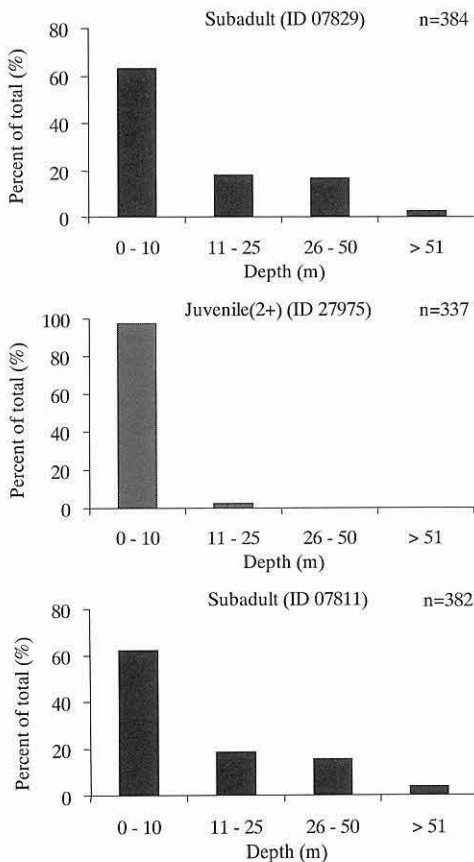 Subadult (ID 07829) n=384
Percent of total (%)
80
60
40
20
0
0 - 10 11 - 25 26 - 50 > 51
Depth (m)
Juvenile(2+) (ID 27975) n=337
Percent of total (%)
100
80
60
40
20
0
0 - 10 11 - 25 26 - 50 > 51
Depth (m)
Subadult (ID 07811) n=382
Percent of total (%)
80
60
40
20
0
0 - 10 11 - 25 26 - 50 > 51
Depth (m)